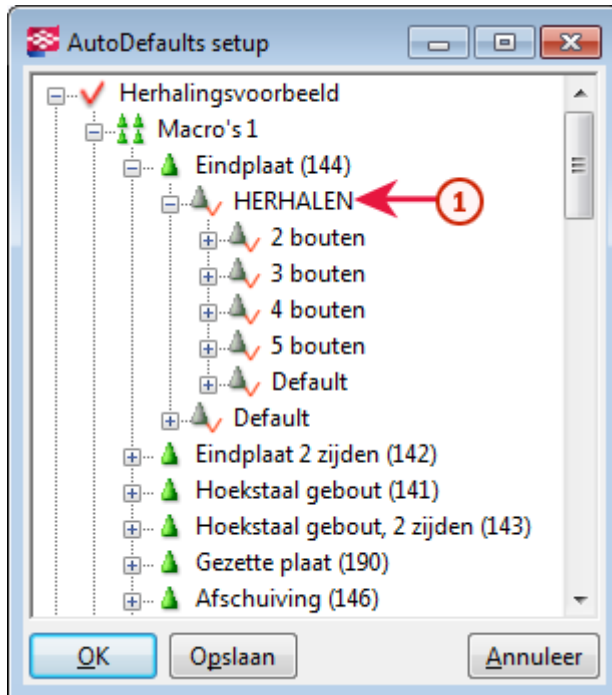 AutoDefaults setup
Herhalingsvoorbeeld
Macro's 1
Eindplaat (144)
HERHALEN
1
2 bouten
3 bouten
4 bouten
5 bouten
Default
Default
Eindplaat 2 zijden (142)
Hoekstaal gebout (141)
Hoekstaal gebout, 2 zijden (143)
Gezette plaat (190)
Afschuiving (146)
OK Opslaan Annuleer